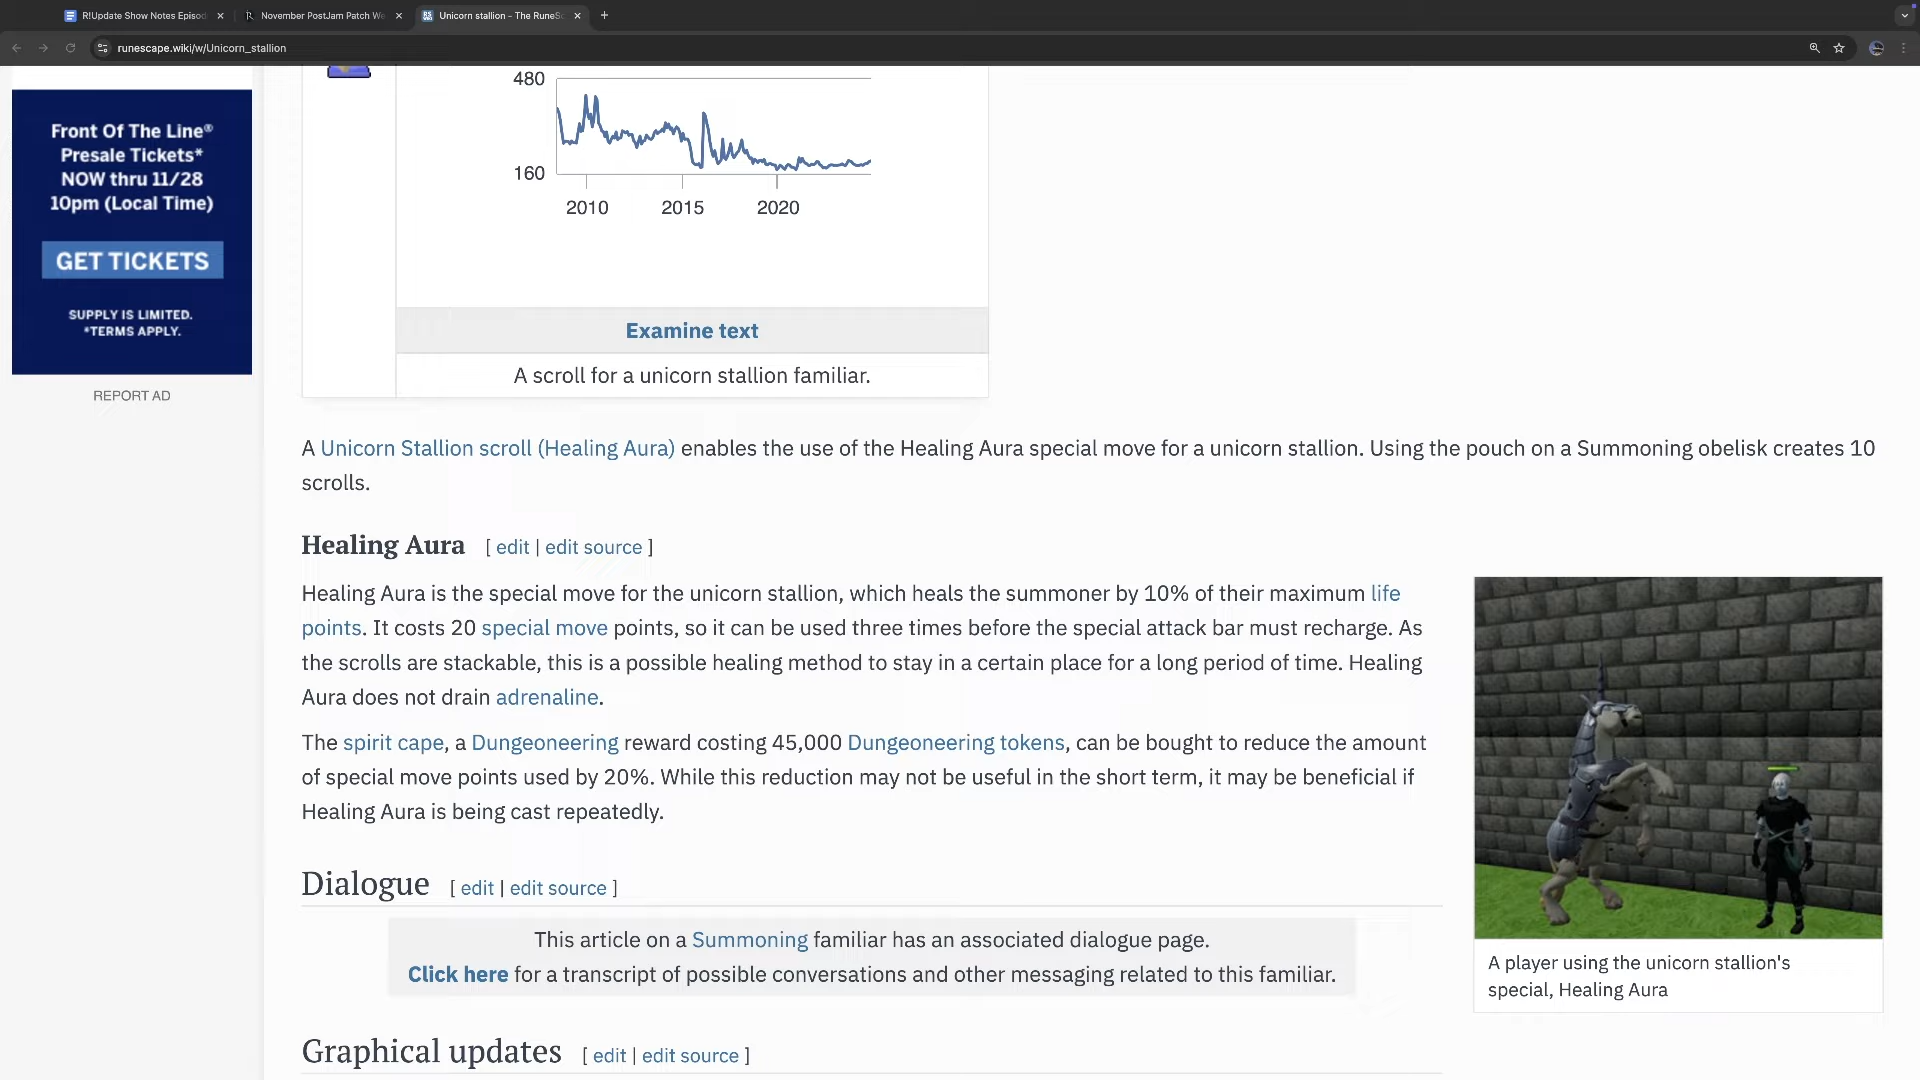 R!Update Show Notes Episod
November PostJam Patch We
Unicorn stallion – The RuneSc
runescape.wiki/w/Unicorn_stallion
Front Of The Line®
Presale Tickets*
NOW thru 11/28
10pm (Local Time)
GET TICKETS
SUPPLY IS LIMITED.
*TERMS APPLY.
REPORT AD
480
160
2010 2015 2020
Examine text
A scroll for a unicorn stallion familiar.
A Unicorn Stallion scroll (Healing Aura) enables the use of the Healing Aura special move for a unicorn stallion. Using the pouch on a Summoning obelisk creates 10
scrolls.
Healing Aura [ edit | edit source ]
Healing Aura is the special move for the unicorn stallion, which heals the summoner by 10% of their maximum life
points. It costs 20 special move points, so it can be used three times before the special attack bar must recharge. As
the scrolls are stackable, this is a possible healing method to stay in a certain place for a long period of time. Healing
Aura does not drain adrenaline.
The spirit cape, a Dungeoneering reward costing 45,000 Dungeoneering tokens, can be bought to reduce the amount
of special move points used by 20%. While this reduction may not be useful in the short term, it may be beneficial if
Healing Aura is being cast repeatedly.
A player using the unicorn stallion's
special, Healing Aura
Dialogue [ edit | edit source ]
This article on a Summoning familiar has an associated dialogue page.
Click here for a transcript of possible conversations and other messaging related to this familiar.
Graphical updates [ edit | edit source ]